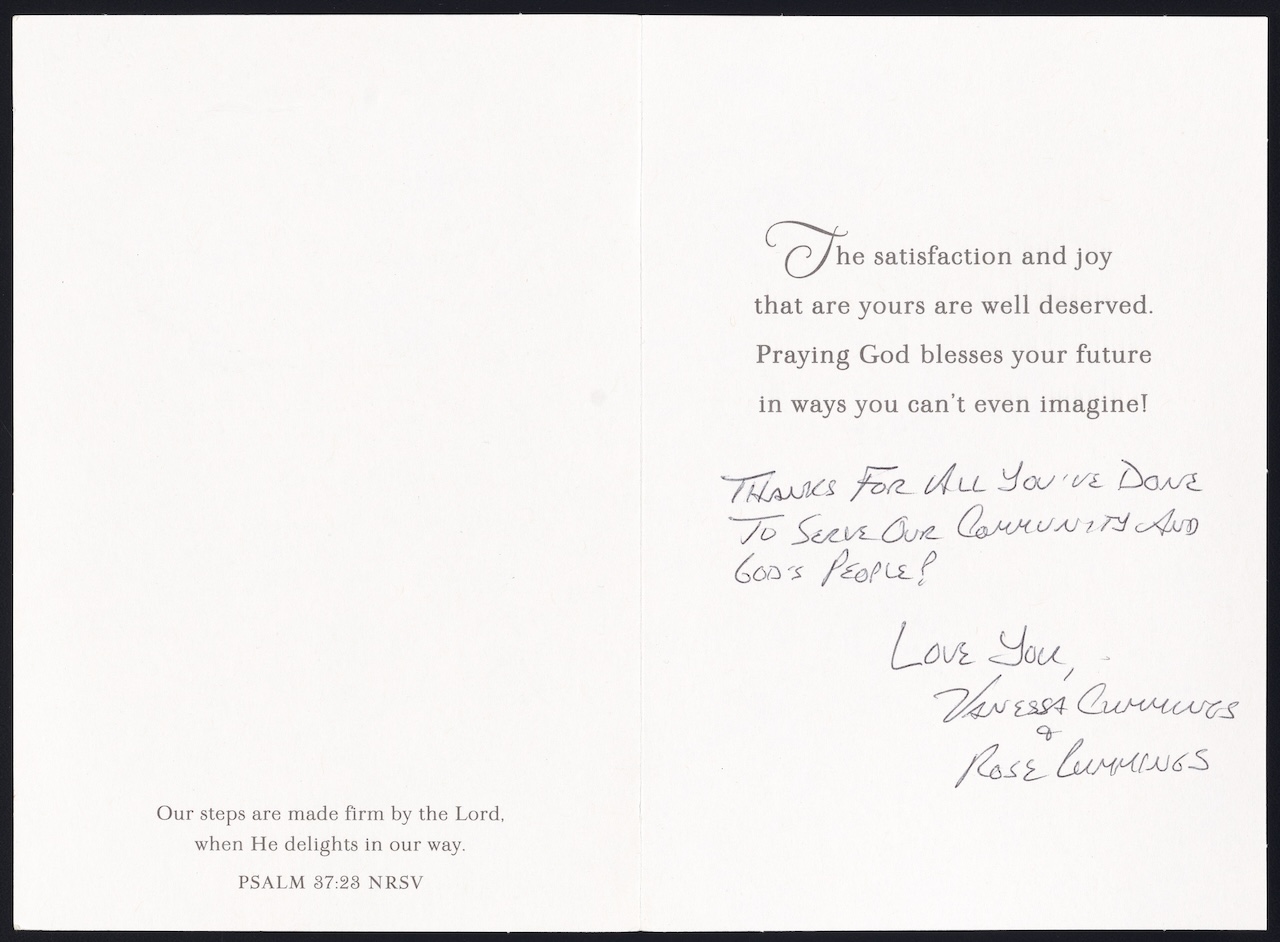 Our steps are made firm by the Lord,
when He delights in our way.
PSALM 37:23 NRSV
The satisfaction and joy
that are yours are well deserved.
Praying God blesses your future
in ways you can't even imagine!
THANKS FOR ALL YOU'VE DONE
TO SERVE OUR COMMUNITY AND
GOD'S PEOPLE!
LOVE YOU,
VANESSA CUMMINGS
&
ROSE CUMMINGS